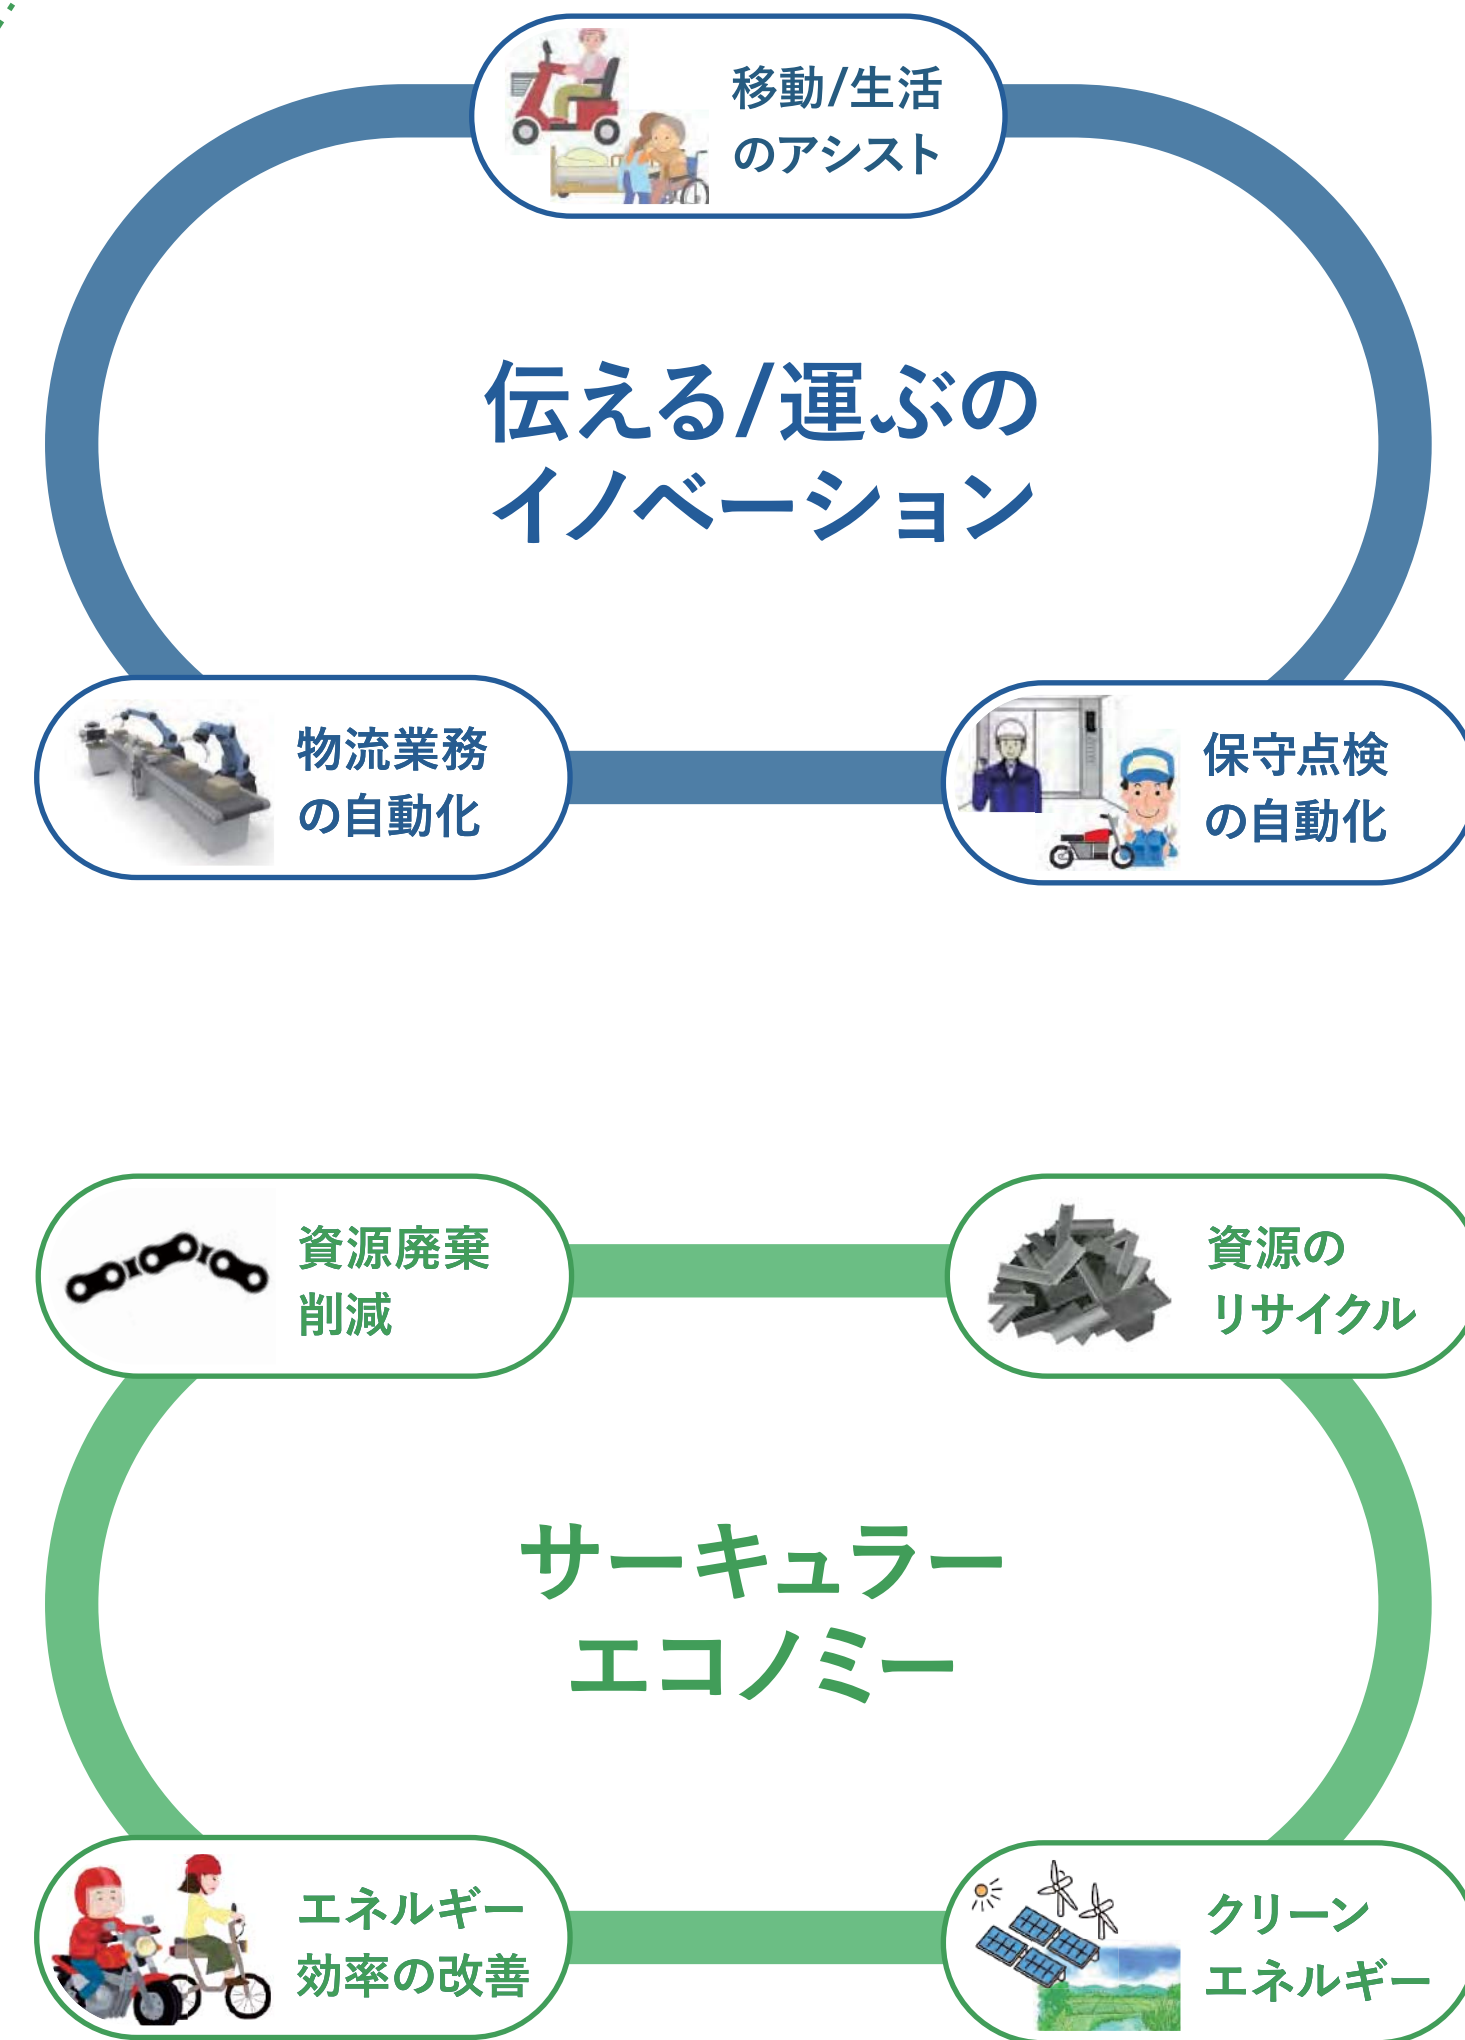 移動/生活
のアシスト
伝える/運ぶの
イノベーション
物流業務
の自動化
保守点検
の自動化
資源廃棄
削減
資源の
リサイクル
サーキュラー
エコノミー
エネルギー
効率の改善
クリーン
エネルギー